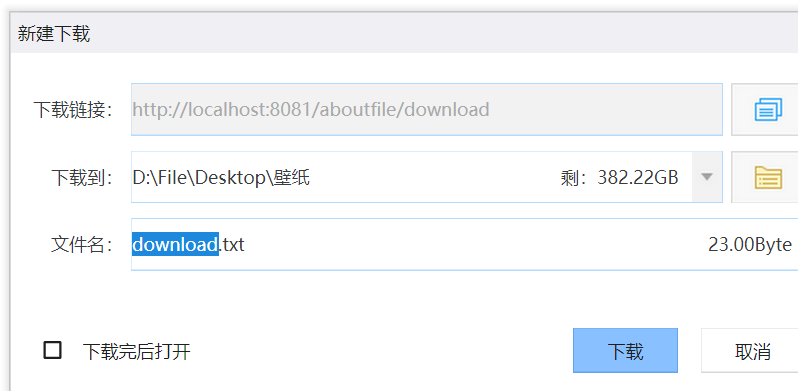 新建下载
下载链接： http://localhost:8081/aboutfile/download
下载到： D:\File\Desktop\壁纸 剩：382.22GB
文件名： download.txt 23.00Byte
下载完后打开 下载 取消